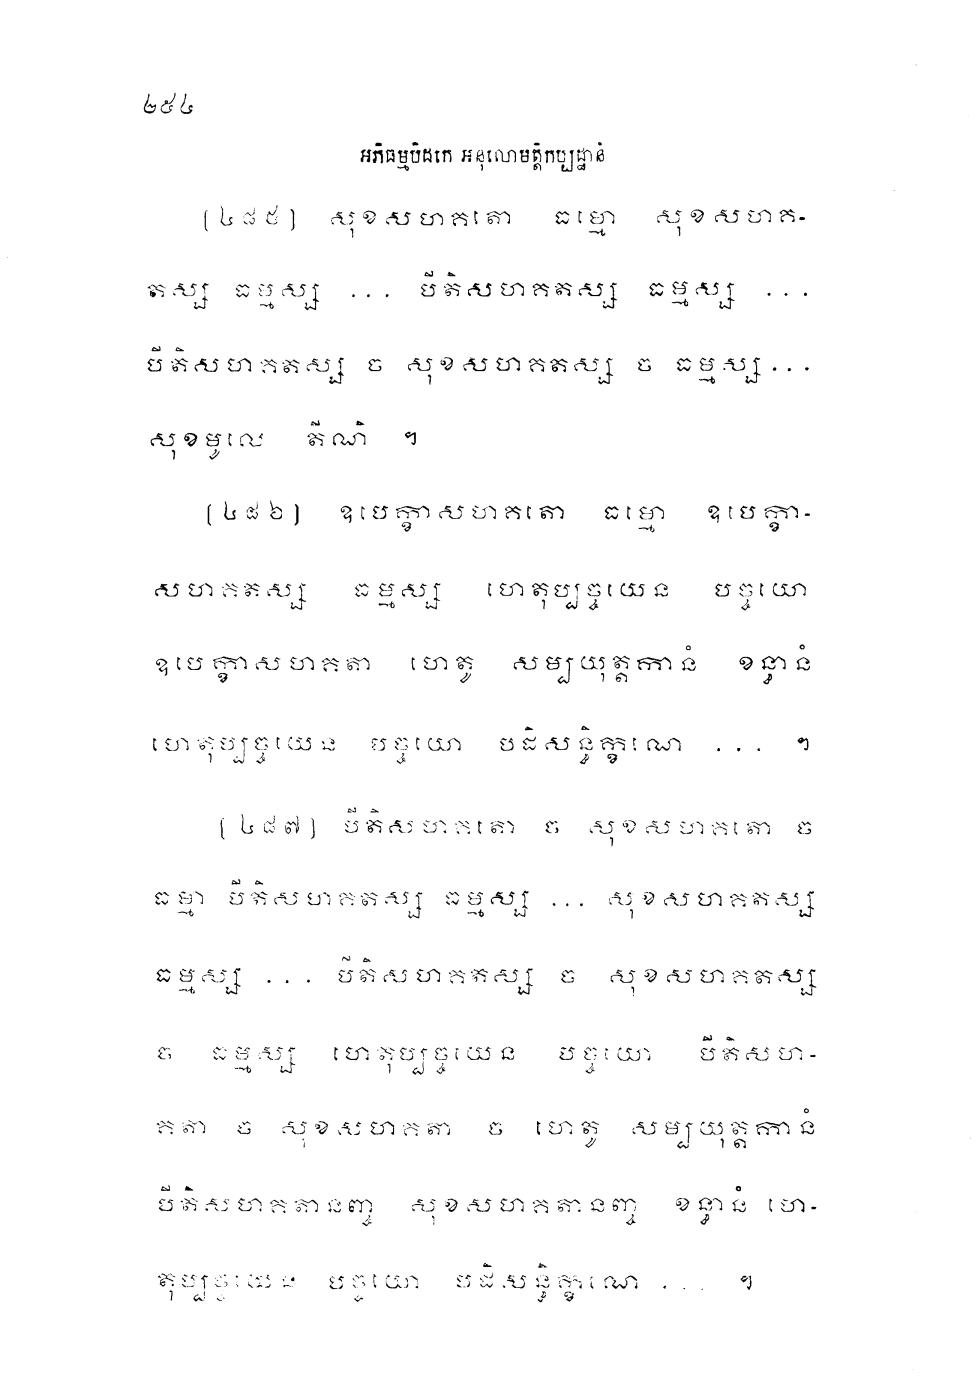 ២៥៤
អភិធម្មបិដកេ អនុលោមត្តិកប្បដ្ឋានំ
(៤៨៥) សុខសហគតោ ធម្មោ សុខសហគ-
តស្ស ធម្មស្ស ... បីតិសហគតស្ស ធម្មស្ស ...
បីតិសហគតស្ស ច សុខសហគតស្ស ច ធម្មស្ស...
សុខមូលេ តីណិ ។
(៤៨៦) ឧបេក្ខាសហគតោ ធម្មោ ឧបេក្ខា-
សហគតស្ស ធម្មស្ស ហេតុប្បច្ចយេន បច្ចយោ
ឧបេក្ខាសហគតា ហេតូ សម្បយុត្តកានំ ខន្ធានំ
ហេតុប្បច្ចយេន បច្ចយោ បដិសន្ធិក្ខណេ ... ។
(៤៨៧) បីតិសហគតោ ច សុខសហគតោ ច
ធម្មា បីតិសហគតស្ស ធម្មស្ស ... សុខសហគតស្ស
ធម្មស្ស ... បីតិសហគតស្ស ច សុខសហគតស្ស
ច ធម្មស្ស ហេតុប្បច្ចយេន បច្ចយោ បីតិសហ-
គតា ច សុខសហគតា ច ហេតូ សម្បយុត្តកានំ
បីតិសហគតានញ្ច សុខសហគតានញ្ច ខន្ធានំ ហេ-
តុប្បច្ចយេន បច្ចយោ បដិសន្ធិក្ខណេ ... ។